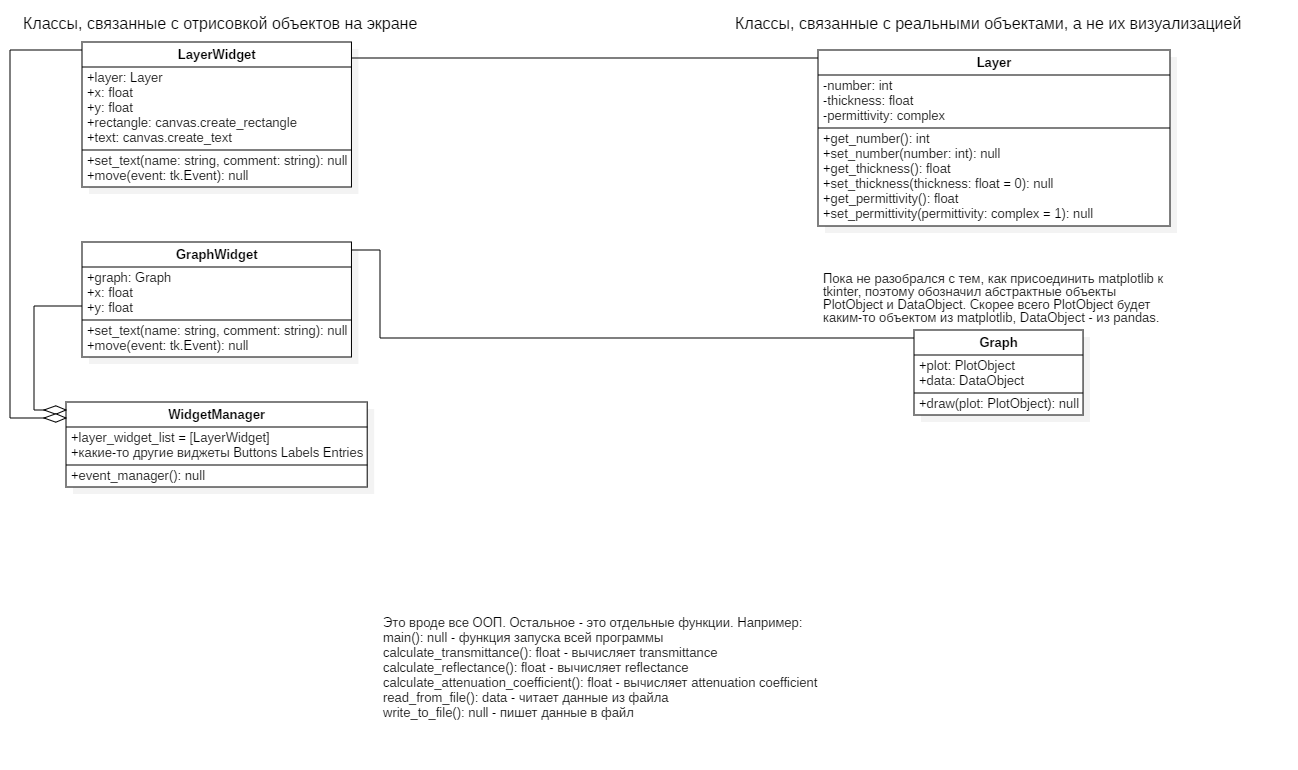 Классы, связанные с отрисовкой объектов на экране
LayerWidget
+layer: Layer
+x: float
+y: float
+rectangle: canvas.create_rectangle
+text: canvas.create_text
+set_text(name: string, comment: string): null
+move(event: tk.Event): null
GraphWidget
+graph: Graph
+x: float
+y: float
+set_text(name: string, comment: string): null
+move(event: tk.Event): null
WidgetManager
+layer_widget_list = [LayerWidget]
+какие-то другие виджеты Buttons Labels Entries
+event_manager(): null
Классы, связанные с реальными объектами, а не их визуализацией
Layer
-number: int
-thickness: float
-permittivity: complex
+get_number(): int
+set_number(number: int): null
+get_thickness(): float
+set_thickness(thickness: float = 0): null
+get_permittivity(): float
+set_permittivity(permittivity: complex = 1): null
Пока не разобрался с тем, как присоединить matplotlib к
tkinter, поэтому обозначил абстрактные объекты
PlotObject и DataObject. Скорее всего PlotObject будет
каким-то объектом из matplotlib, DataObject - из pandas.
Graph
+plot: PlotObject
+data: DataObject
+draw(plot: PlotObject): null
Это вроде все ООП. Остальное - это отдельные функции. Например:
main(): null - функция запуска всей программы
calculate_transmittance(): float - вычисляет transmittance
calculate_reflectance(): float - вычисляет reflectance
calculate_attenuation_coefficient(): float - вычисляет attenuation coefficient
read_from_file(): data - читает данные из файла
write_to_file(): null - пишет данные в файл